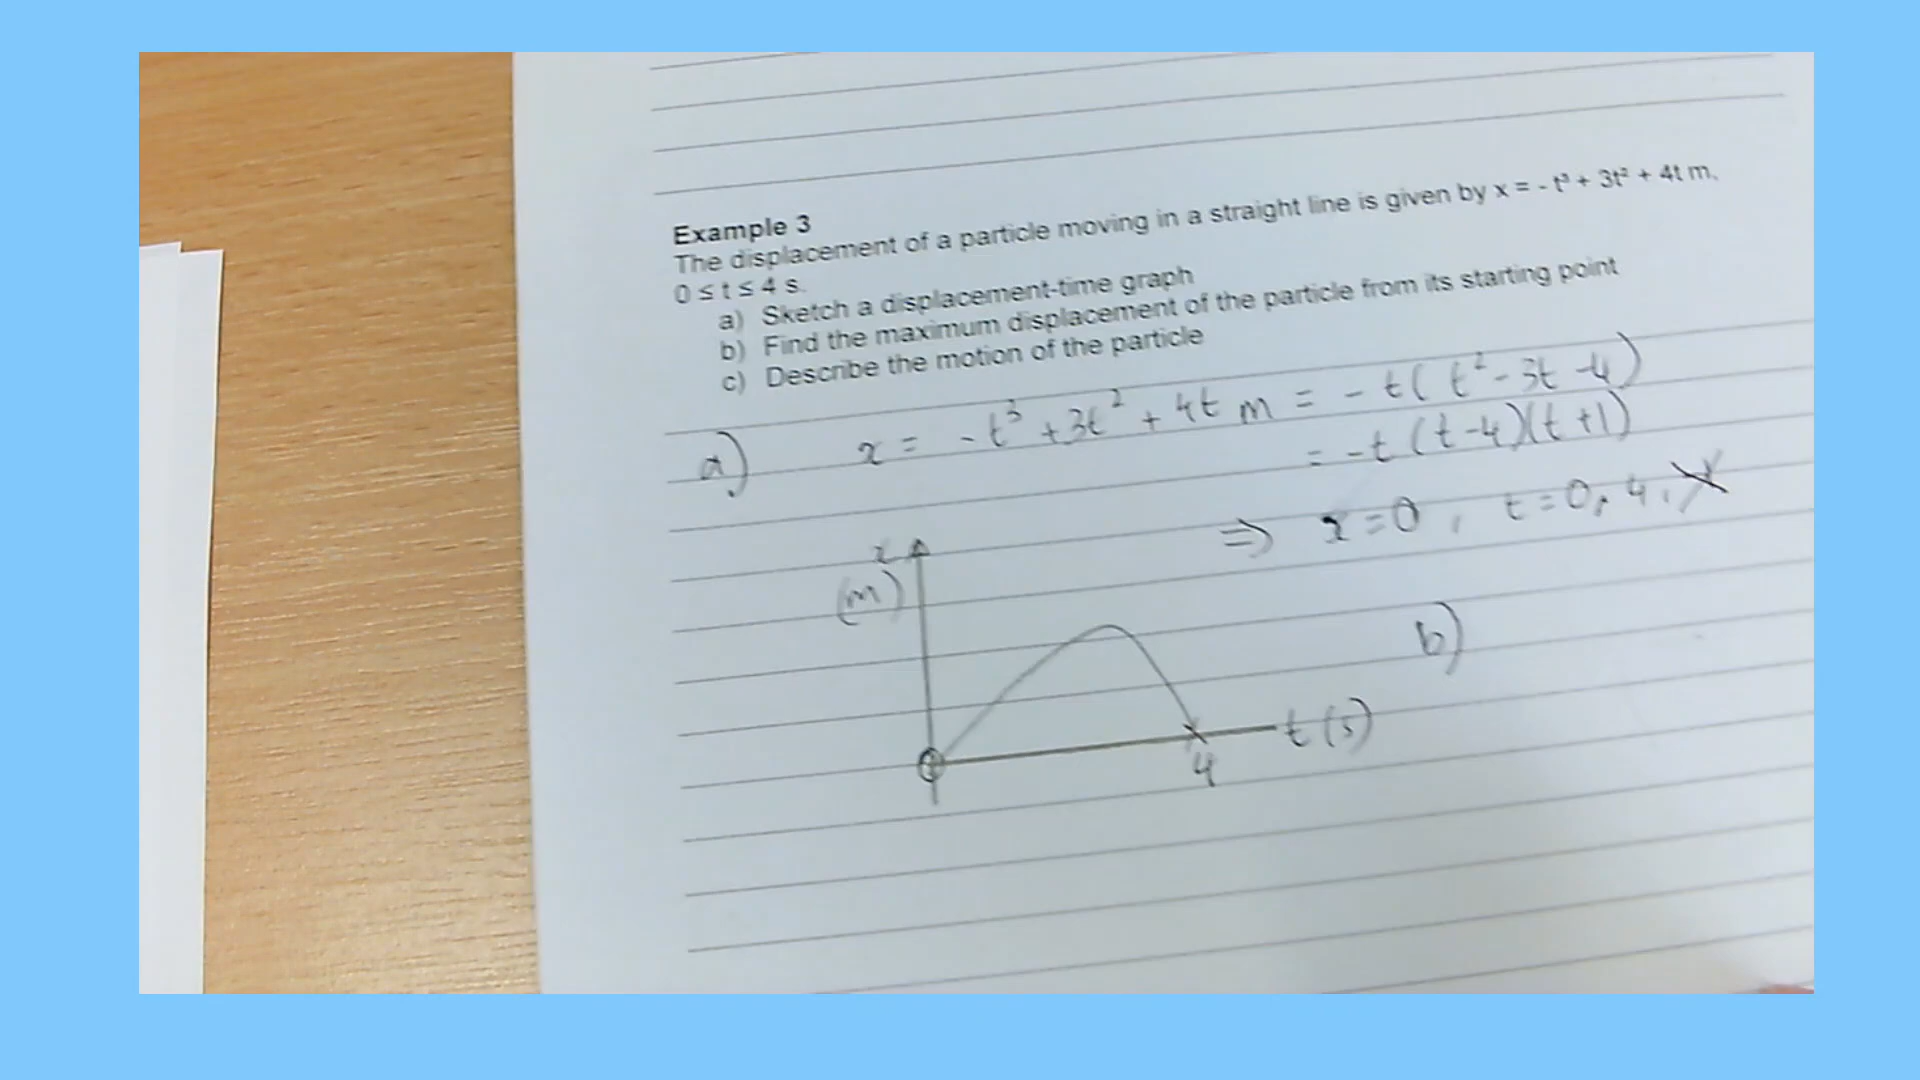 Example 3
The displacement of a particle moving in a straight line is given by x = - t³ + 3t² + 4t m,
0 ≤ t ≤ 4 s.
a) Sketch a displacement-time graph
b) Find the maximum displacement of the particle from its starting point
c) Describe the motion of the particle
a) x = -t³ + 3t² + 4t m = -t(t² - 3t - 4)
= -t(t-4)(t+1)
⇒ x = 0, t = 0, 4,
x
(m)
b)
t (s)
0
4